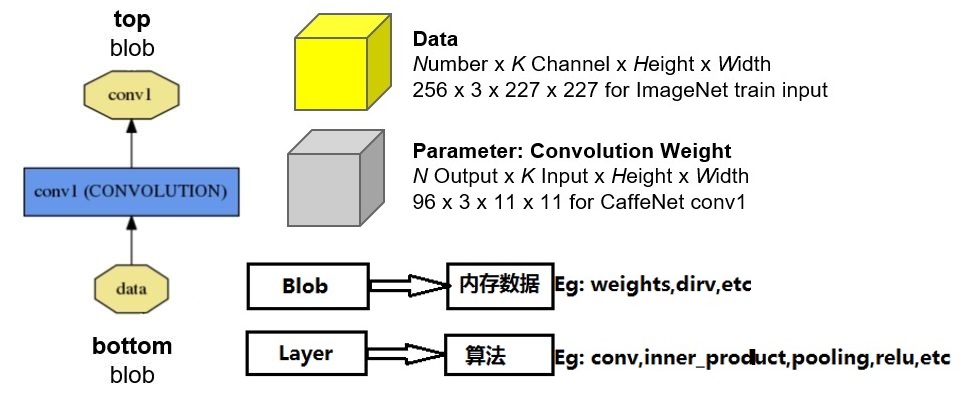 top
blob
conv1
conv1 (CONVOLUTION)
data
bottom
blob
Data
Number x K Channel x Height x Width
256 x 3 x 227 x 227 for ImageNet train input
Parameter: Convolution Weight
N Output x K Input x Height x Width
96 x 3 x 11 x 11 for CaffeNet conv1
Blob
内存数据
Eg: weights,dirv,etc
Layer
算法
Eg: conv,inner_product,pooling,relu,etc